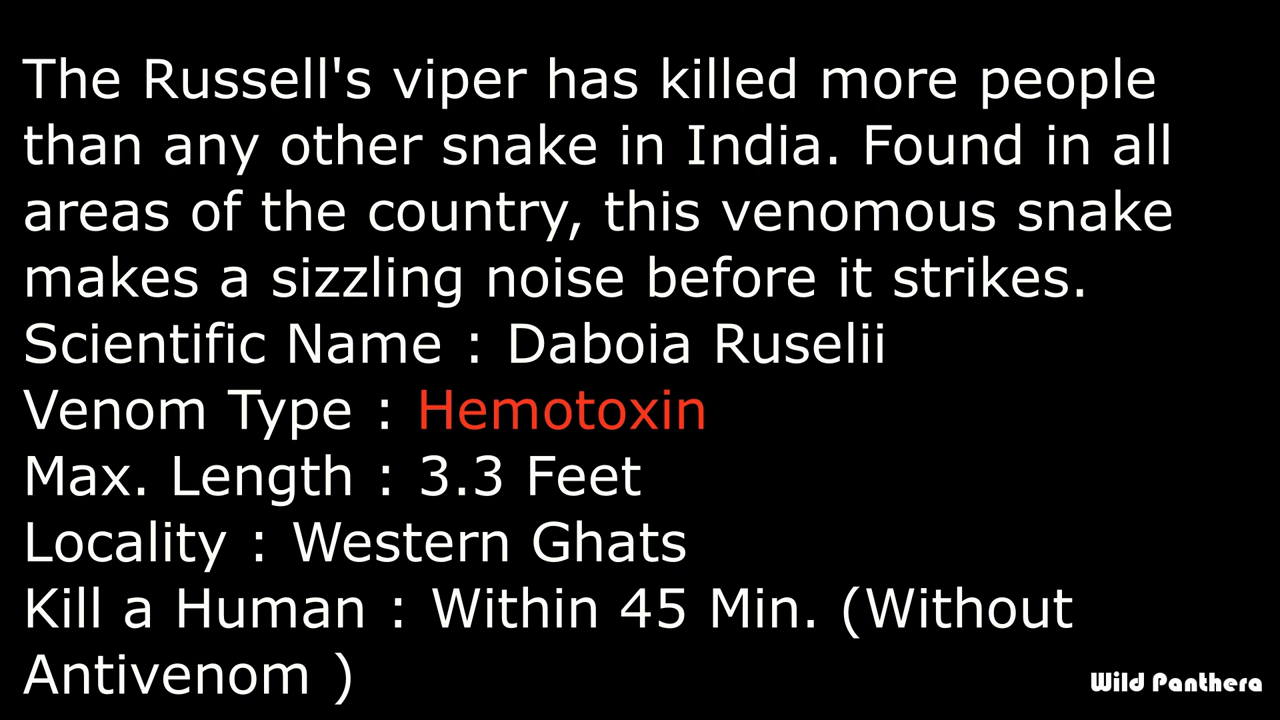 The Russell's viper has killed more people
than any other snake in India. Found in all
areas of the country, this venomous snake
makes a sizzling noise before it strikes.
Scientific Name : Daboia Ruselii
Venom Type : Hemotoxin
Max. Length : 3.3 Feet
Locality : Western Ghats
Kill a Human : Within 45 Min. (Without
Antivenom )
Wild Panthera